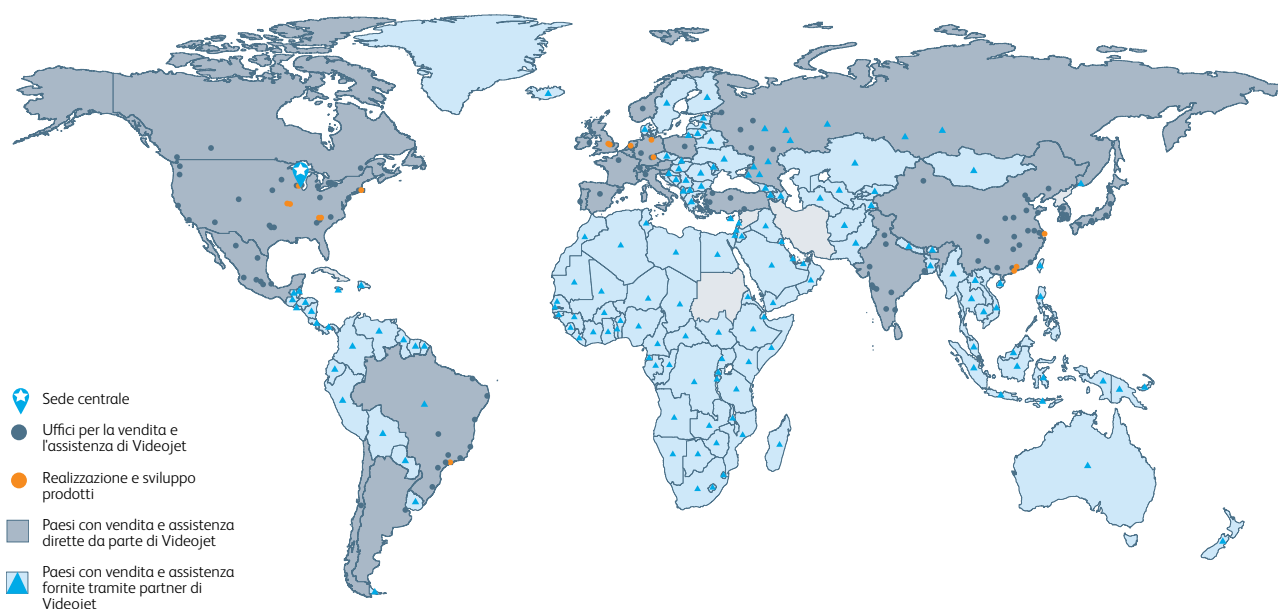 Sede centrale
Uffici per la vendita e
l'assistenza di Videojet
Realizzazione e sviluppo
prodotti
Paesi con vendita e assistenza
dirette da parte di Videojet
Paesi con vendita e assistenza
fornite tramite partner di
Videojet